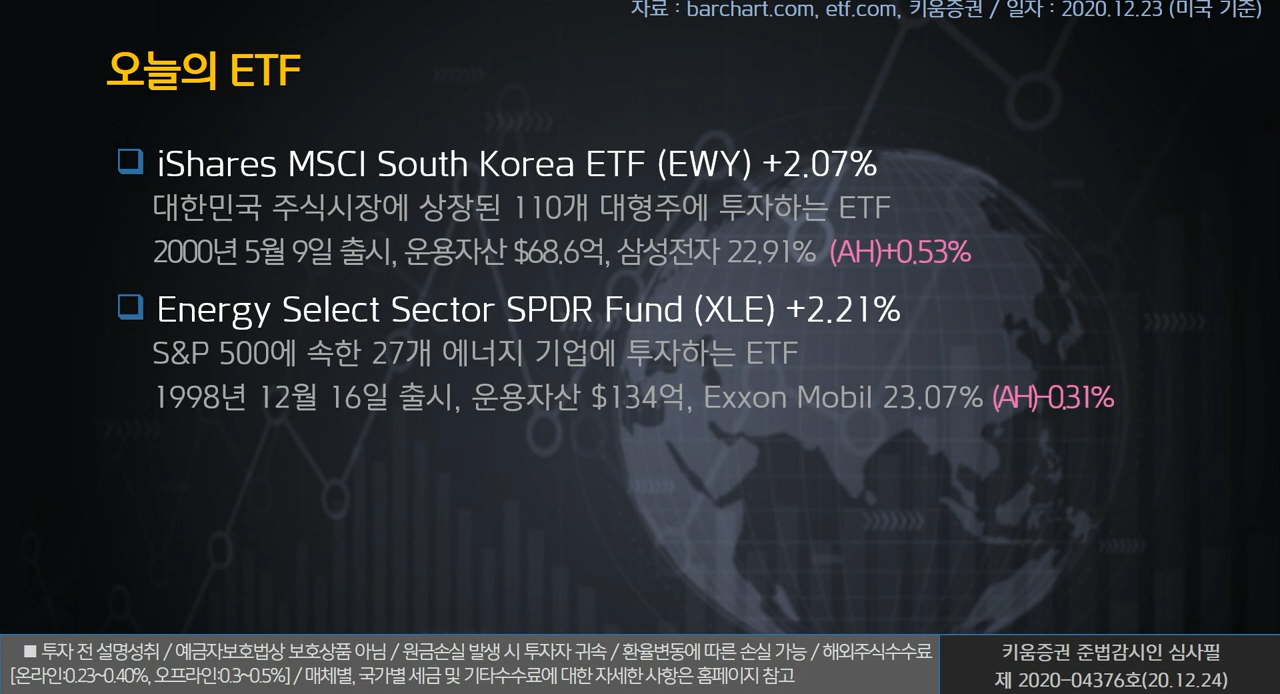 자료 : barchart.com, etf.com, 키움증권 / 일자 : 2020.12.23 (미국 기준)
오늘의 ETF
❑ iShares MSCI South Korea ETF (EWY) +2.07%
대한민국 주식시장에 상장된 110개 대형주에 투자하는 ETF
2000년 5월 9일 출시, 운용자산 $68.6억, 삼성전자 22.91% (AH)+0.53%
❑ Energy Select Sector SPDR Fund (XLE) +2.21%
S&P 500에 속한 27개 에너지 기업에 투자하는 ETF
1998년 12월 16일 출시, 운용자산 $134억, Exxon Mobil 23.07% (AH)-0.31%
■ 투자 전 설명성취 / 예금자보호법상 보호상품 아님 / 원금손실 발생 시 투자자 귀속 / 환율변동에 따른 손실 가능 / 해외주식수수료
[온라인:0.23~0.40%, 오프라인:0.3~0.5%] / 매체별, 국가별 세금 및 기타수수료에 대한 자세한 사항은 홈페이지 참고
키움증권 준법감시인 심사필
제 2020-04376호(20.12.24)